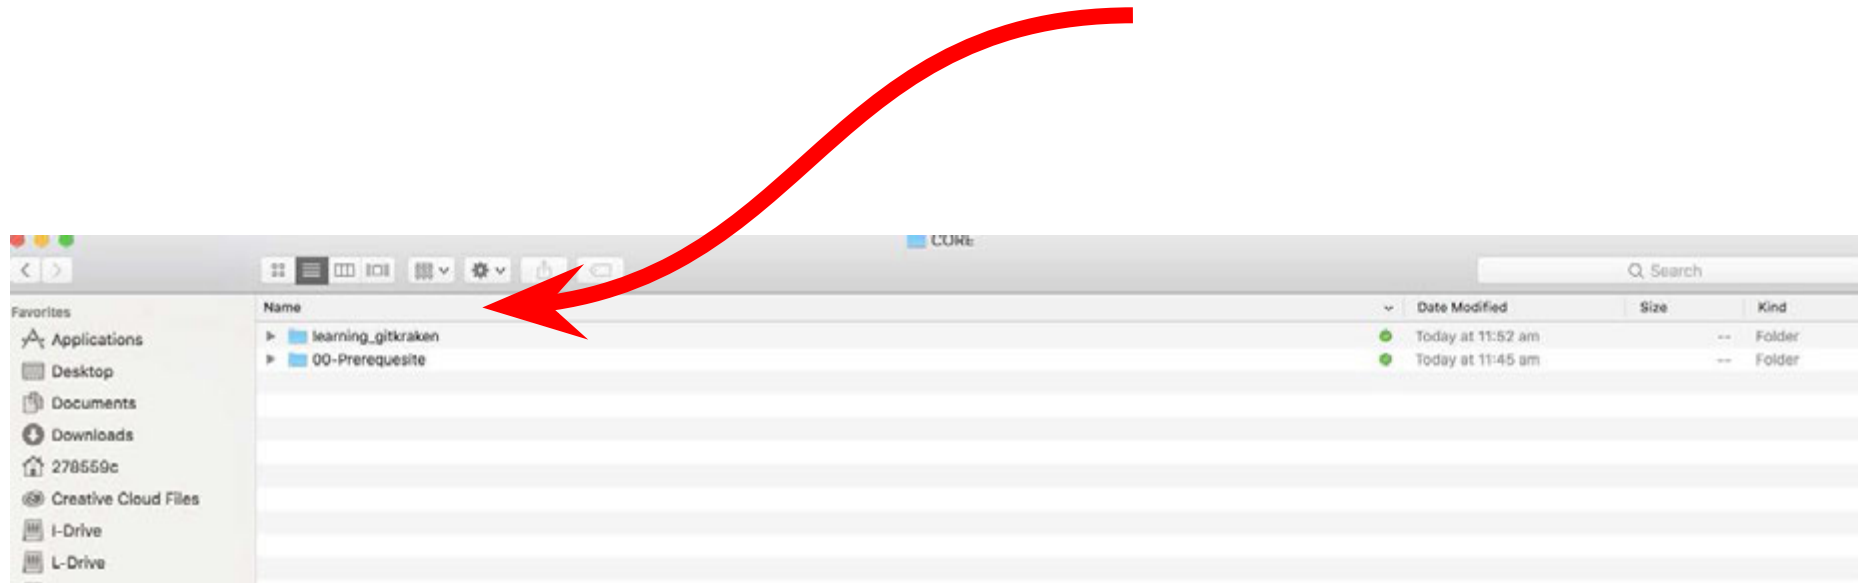 CORE
Search
Favorites
Name Date Modified Size Kind
Applications
learning_gitkraken Today at 11:52 am -- Folder
00-Prerequesite Today at 11:45 am -- Folder
Desktop
Documents
Downloads
278559c
Creative Cloud Files
I-Drive
L-Drive